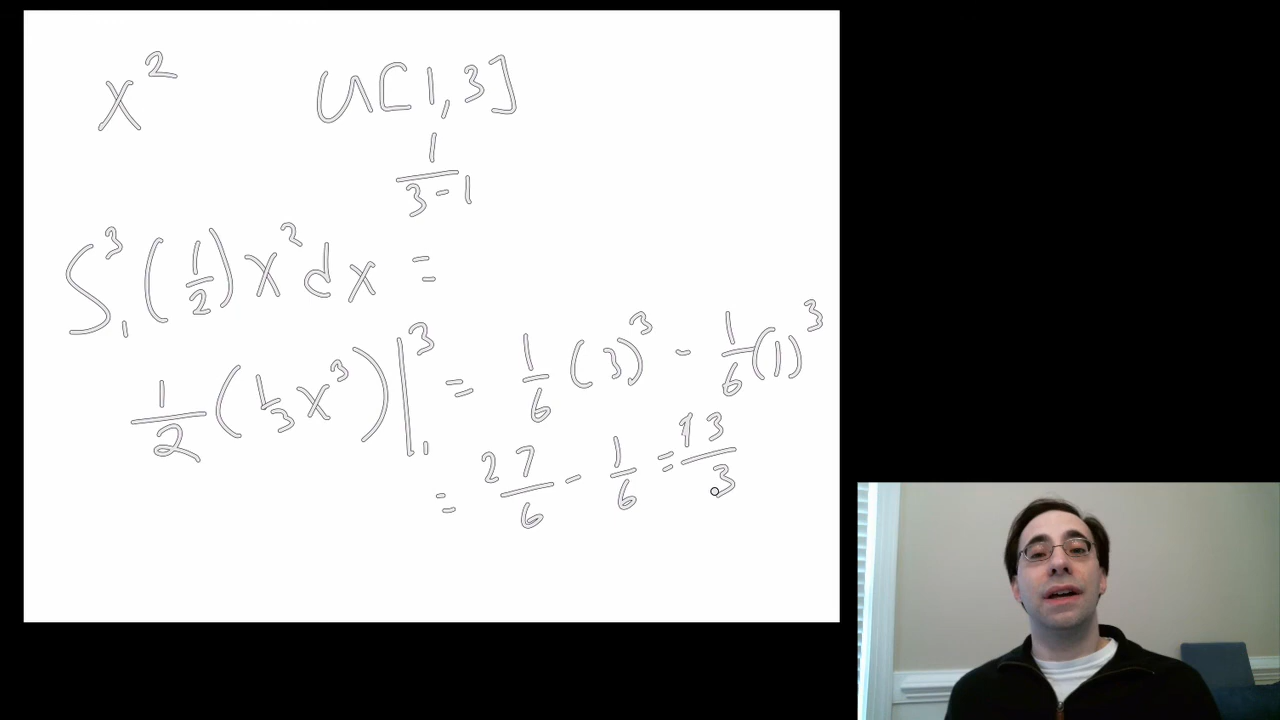 x² U[1,3]
1/(3-1)
∫₁³ (1/2) x² dx =
1/2 (1/3 x³) |₁³ = 1/6 (3)³ - 1/6 (1)³
= 27/6 - 1/6 = 13/3